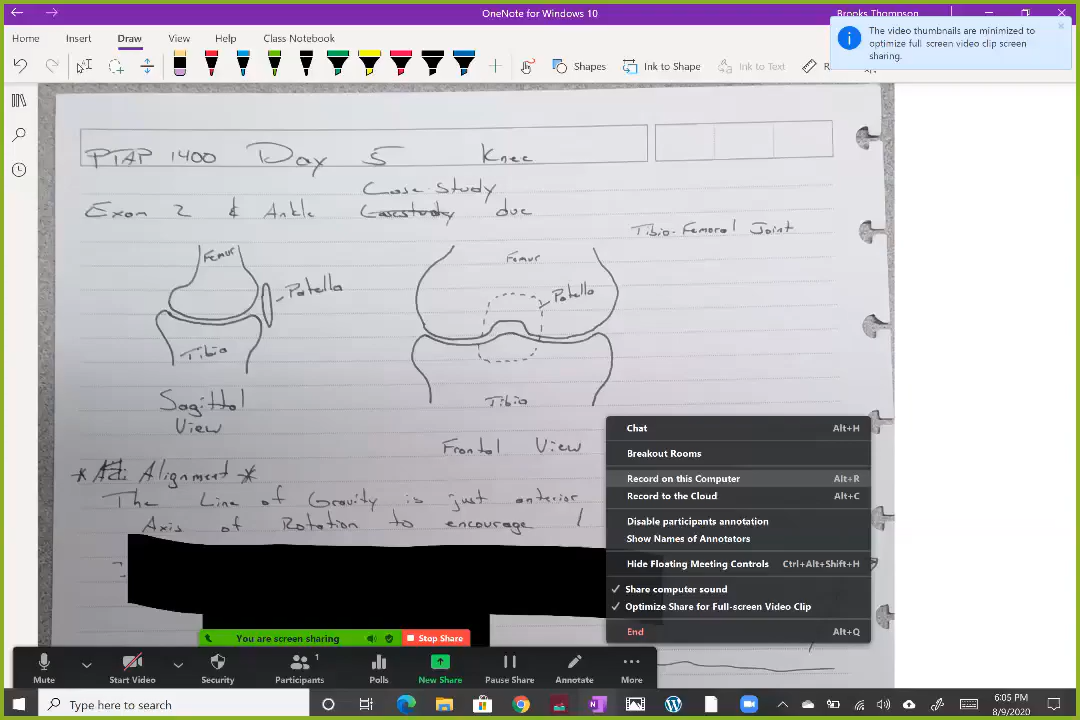 OneNote for Windows 10
Brooks Thompson
The video thumbnails are minimized to
optimize full screen video clip screen
sharing.
Home Insert Draw View Help Class Notebook
Shapes Ink to Shape Ink to Text
PTAP 1400 Day 5 Knee
Case Study
Exam 2 & Ankle Casestudy due
Tibio-Femoral Joint
Femur
Femur
Patella
Patella
Tibia
Tibia
Sagittal
View
Frontal View
* Alignment *
The Line of Gravity is just anterior
Axis of Rotation to encourage
Chat Alt+H
Breakout Rooms
Record on this Computer Alt+R
Record to the Cloud Alt+C
Disable participants annotation
Show Names of Annotators
Hide Floating Meeting Controls Ctrl+Alt+Shift+H
Share computer sound
Optimize Share for Full-screen Video Clip
End Alt+Q
You are screen sharing Stop Share
1
Mute Start Video Security Participants Polls New Share Pause Share Annotate More
Type here to search
6:05 PM
8/9/2020